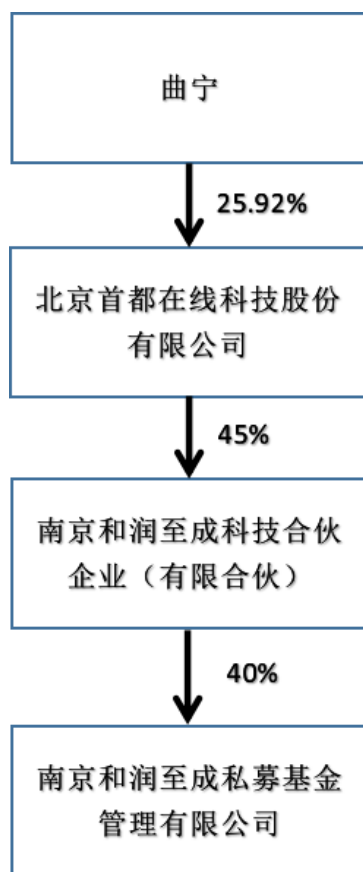 曲宁
25.92%
北京首都在线科技股份
有限公司
45%
南京和润至成科技合伙
企业（有限合伙）
40%
南京和润至成私募基金
管理有限公司